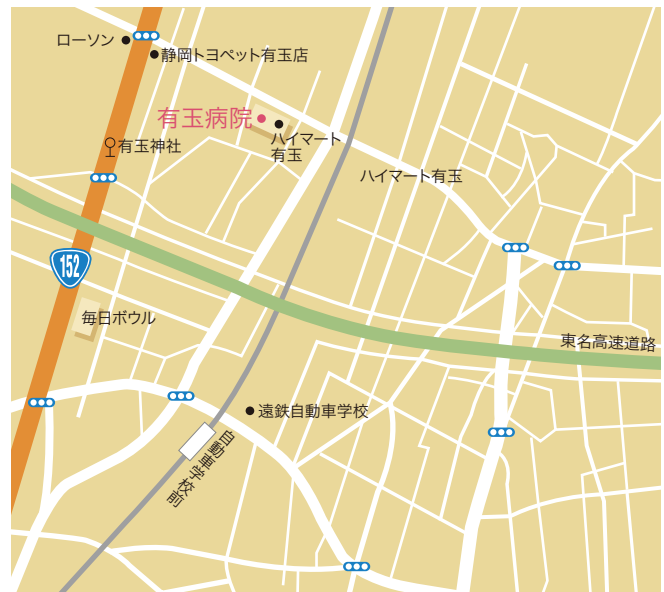 ローソン
静岡トヨペット有玉店
有玉病院
ハイマート
有玉
有玉神社
ハイマート有玉
152
毎日ボウル
東名高速道路
遠鉄自動車学校
自動車学校前